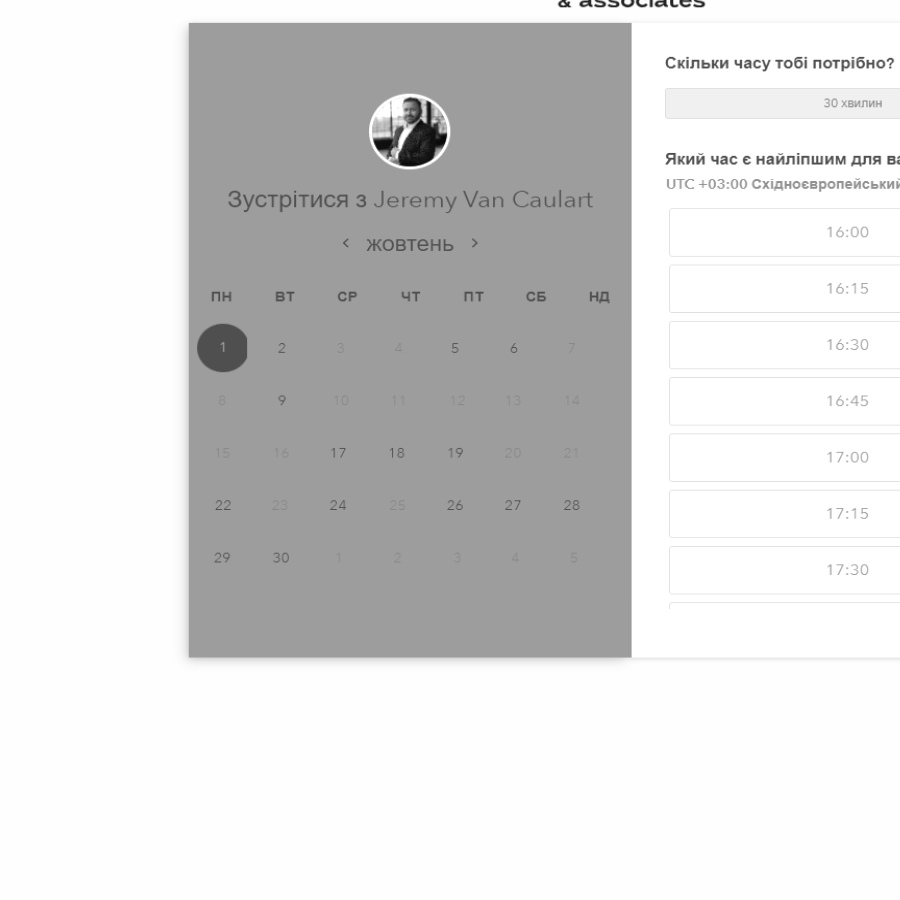 & associates
Зустрітися з Jeremy Van Caulart
жовтень
ПН ВТ СР ЧТ ПТ СБ НД
1 2 3 4 5 6 7
8 9 10 11 12 13 14
15 16 17 18 19 20 21
22 23 24 25 26 27 28
29 30 1 2 3 4 5
Скільки часу тобі потрібно?
30 хвилин
Який час є найліпшим для ва
UTC +03:00 Східноєвропейський
16:00
16:15
16:30
16:45
17:00
17:15
17:30